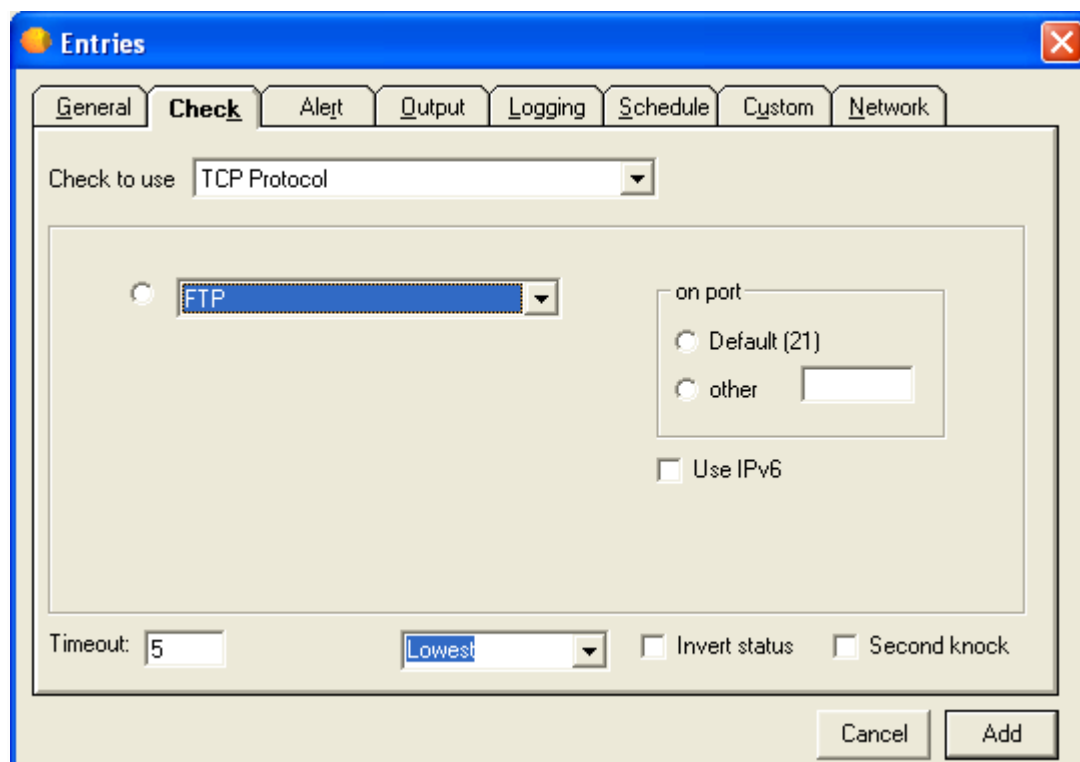 Entries
General Check Alert Output Logging Schedule Custom Network
Check to use TCP Protocol
FTP
on port
Default (21)
other
Use IPv6
Timeout: 5 Lowest Invert status Second knock
Cancel Add